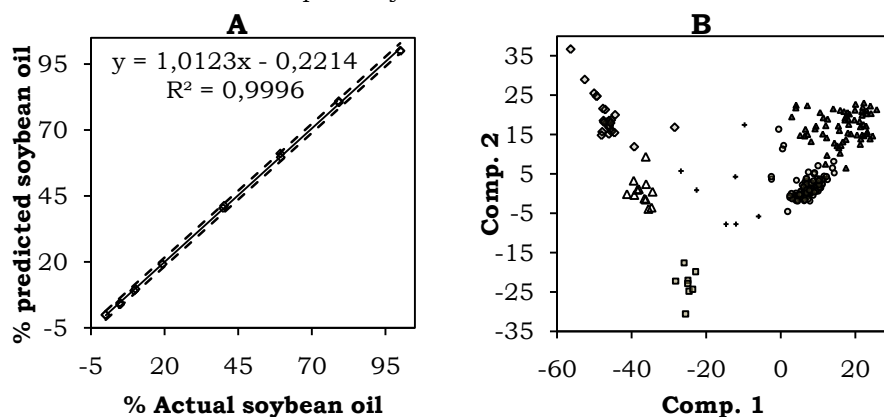 A
y = 1,0123x - 0,2214
R² = 0,9996
% predicted soybean oil
95
70
45
20
-5
-5 20 45 70 95
% Actual soybean oil
B
Comp. 2
35
25
15
5
-5
-15
-25
-35
-60 -40 -20 0 20
Comp. 1